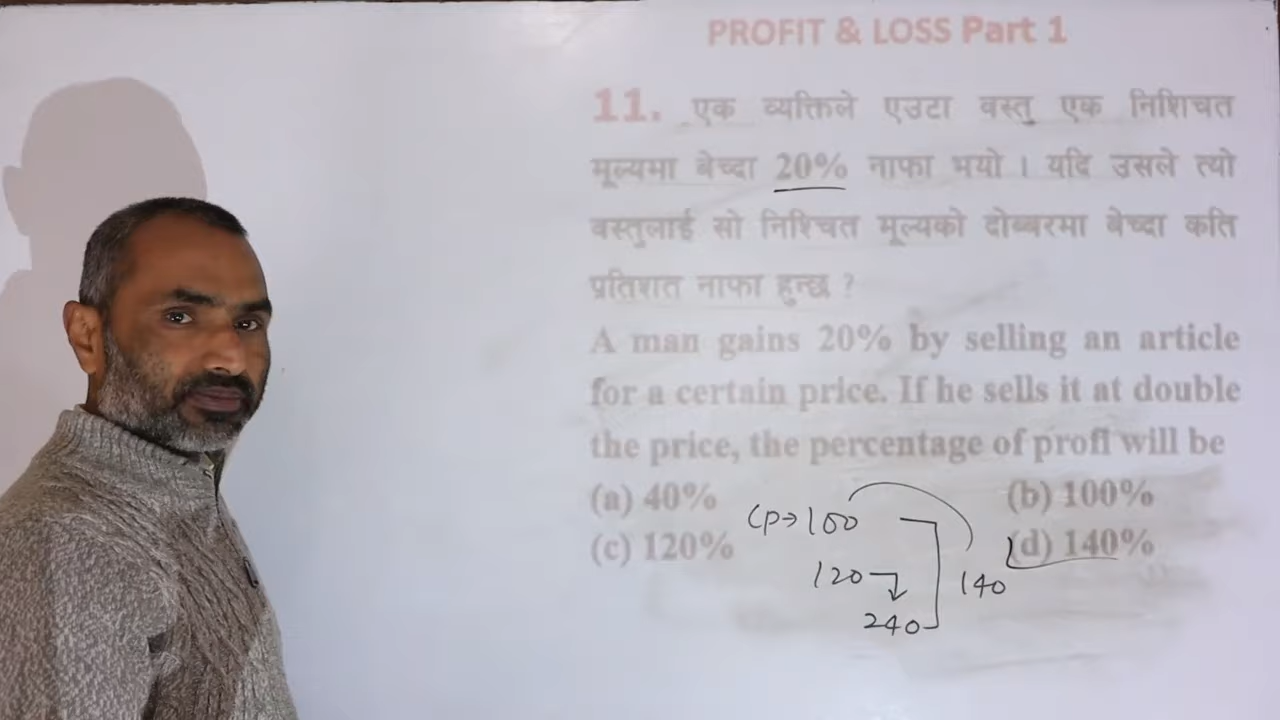 PROFIT & LOSS Part 1
11. एक व्यक्तिले एउटा वस्तु एक निशिचत
मूल्यमा बेच्दा 20% नाफा भयो । यदि उसले त्यो
वस्तुलाई सो निश्चित मूल्यको दोब्बरमा बेच्दा कति
प्रतिशत नाफा हुन्छ ?
A man gains 20% by selling an article
for a certain price. If he sells it at double
the price, the percentage of profl will be
(a) 40% (b) 100%
CP→100
(c) 120% (d) 140%
120 140
240